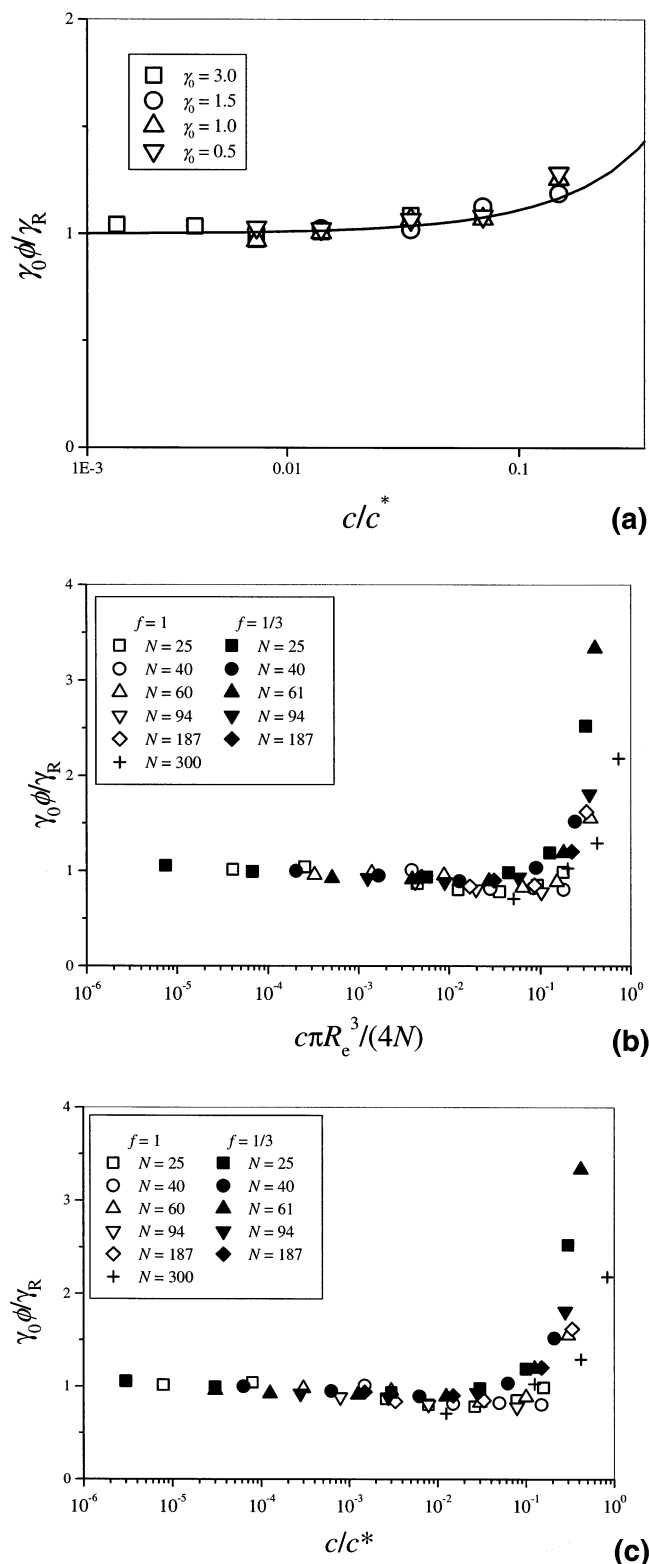 2
γ₀ = 3.0
γ₀ = 1.5
γ₀ = 1.0
γ₀ = 0.5
γ₀ϕ/γ_R
1
0
1E-3 0.01 0.1
c/c* (a)
4
f = 1 f = 1/3
N = 25 N = 25
N = 40 N = 40
N = 60 N = 61
N = 94 N = 94
N = 187 N = 187
N = 300
3
2
γ₀ϕ/γ_R
1
0
10⁻⁶ 10⁻⁵ 10⁻⁴ 10⁻³ 10⁻² 10⁻¹ 10⁰
cπR_e³/(4N) (b)
4
f = 1 f = 1/3
N = 25 N = 25
N = 40 N = 40
N = 60 N = 61
N = 94 N = 94
N = 187 N = 187
N = 300
3
2
γ₀ϕ/γ_R
1
0
10⁻⁶ 10⁻⁵ 10⁻⁴ 10⁻³ 10⁻² 10⁻¹ 10⁰
c/c* (c)